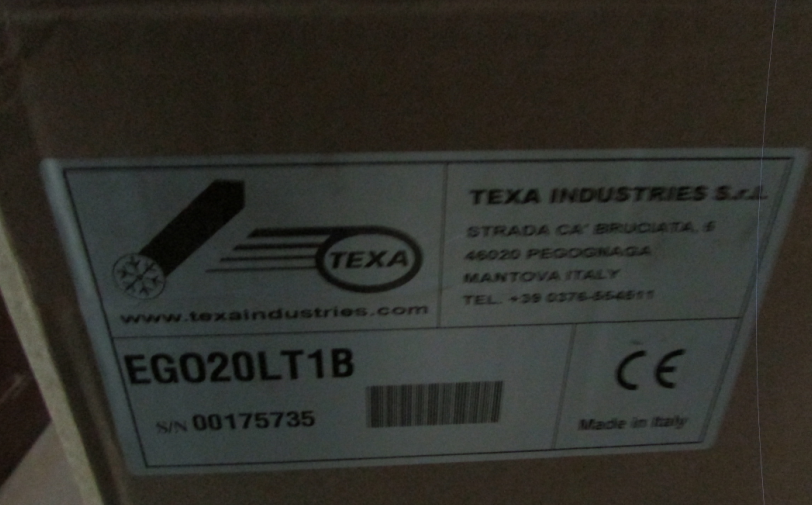 TEXA
www.texaindustries.com
TEXA INDUSTRIES S.r.l.
STRADA CA' BRUCIATA, 5
46020 PEGOGNAGA
MANTOVA ITALY
TEL. +39 0376-554511
EGO20LT1B
S/N 00175735
CE
Made in Italy